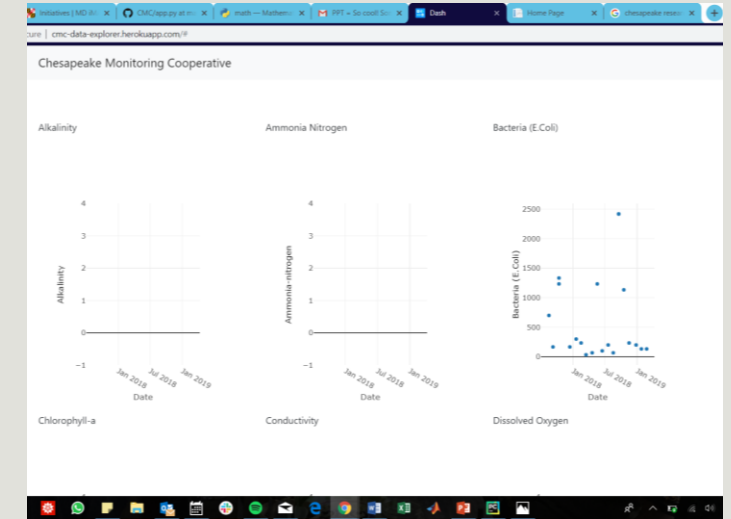 Initiatives | MD
CMC/app.py at
math — Mathem
PPT - So cool!
Dash
Home Page
chesapeake
cmc-data-explorer.herokuapp.com/#
Chesapeake Monitoring Cooperative
Alkalinity
Ammonia Nitrogen
Bacteria (E.Coli)
4
3
2
1
0
−1
Alkalinity
Jan 2018
Jul 2018
Jan 2019
Date
4
3
2
1
0
−1
Ammonia-nitrogen
Jan 2018
Jul 2018
Jan 2019
Date
2500
2000
1500
1000
500
0
Bacteria (E.Coli)
Jan 2018
Jul 2018
Jan 2019
Date
Chlorophyll-a
Conductivity
Dissolved Oxygen